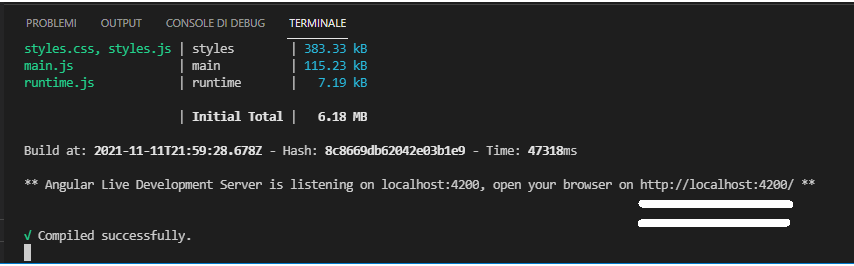 PROBLEMI OUTPUT CONSOLE DI DEBUG TERMINALE
styles.css, styles.js | styles | 383.33 kB
main.js | main | 115.23 kB
runtime.js | runtime | 7.19 kB
| Initial Total | 6.18 MB
Build at: 2021-11-11T21:59:28.678Z - Hash: 8c8669db62042e03b1e9 - Time: 47318ms
** Angular Live Development Server is listening on localhost:4200, open your browser on http://localhost:4200/ **
√ Compiled successfully.